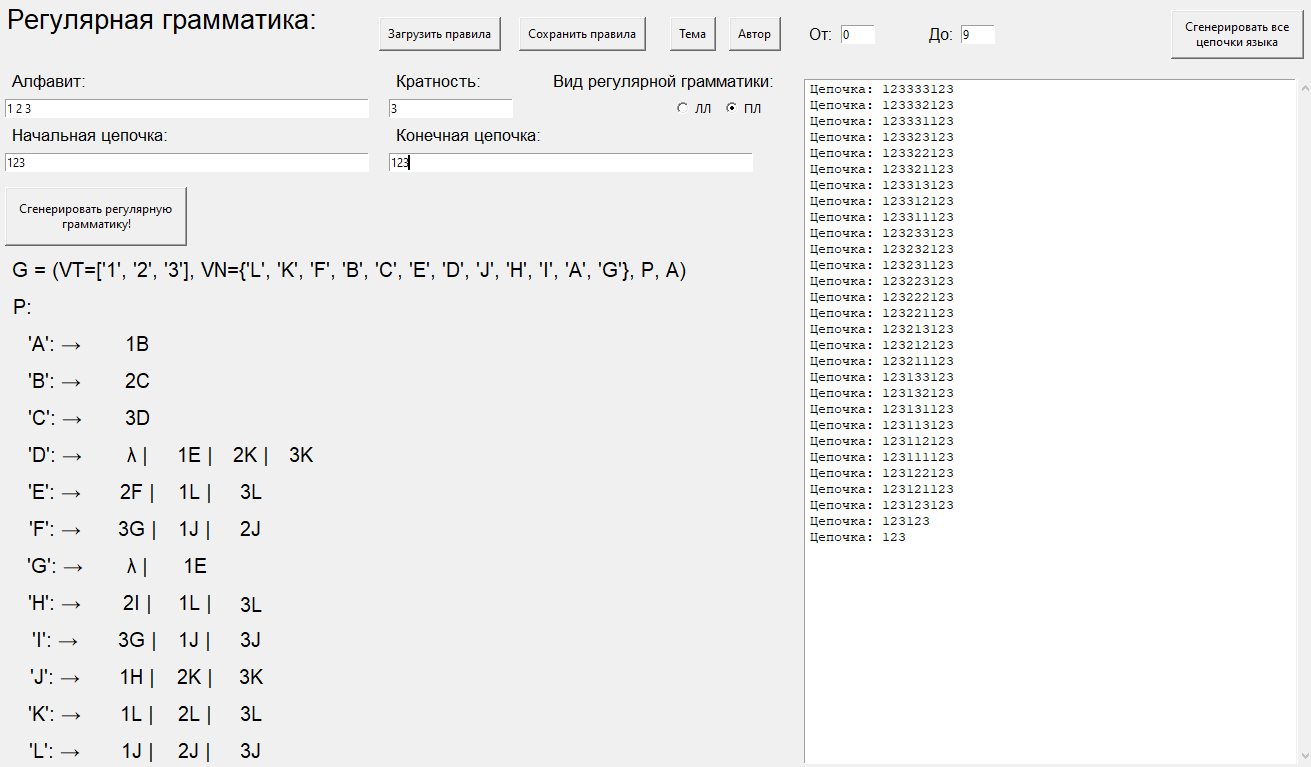 Регулярная грамматика:
Загрузить правила
Сохранить правила
Тема
Автор
От: 0
До: 9
Сгенерировать все
цепочки языка
Алфавит:
Кратность:
Вид регулярной грамматики:
1 2 3
3
ЛЛ
ПЛ
Начальная цепочка:
Конечная цепочка:
123
123
Сгенерировать регулярную
грамматику!
G = (VT=['1', '2', '3'], VN={'L', 'K', 'F', 'B', 'C', 'E', 'D', 'J', 'H', 'I', 'A', 'G'}, P, A)
P:
'A': → 1B
'B': → 2C
'C': → 3D
'D': → λ | 1E | 2K | 3K
'E': → 2F | 1L | 3L
'F': → 3G | 1J | 2J
'G': → λ | 1E
'H': → 2I | 1L | 3L
'I': → 3G | 1J | 3J
'J': → 1H | 2K | 3K
'K': → 1L | 2L | 3L
'L': → 1J | 2J | 3J
Цепочка: 123333123
Цепочка: 123332123
Цепочка: 123331123
Цепочка: 123323123
Цепочка: 123322123
Цепочка: 123321123
Цепочка: 123313123
Цепочка: 123312123
Цепочка: 123311123
Цепочка: 123233123
Цепочка: 123232123
Цепочка: 123231123
Цепочка: 123223123
Цепочка: 123222123
Цепочка: 123221123
Цепочка: 123213123
Цепочка: 123212123
Цепочка: 123211123
Цепочка: 123133123
Цепочка: 123132123
Цепочка: 123131123
Цепочка: 123113123
Цепочка: 123112123
Цепочка: 123111123
Цепочка: 123122123
Цепочка: 123121123
Цепочка: 123123123
Цепочка: 123123
Цепочка: 123